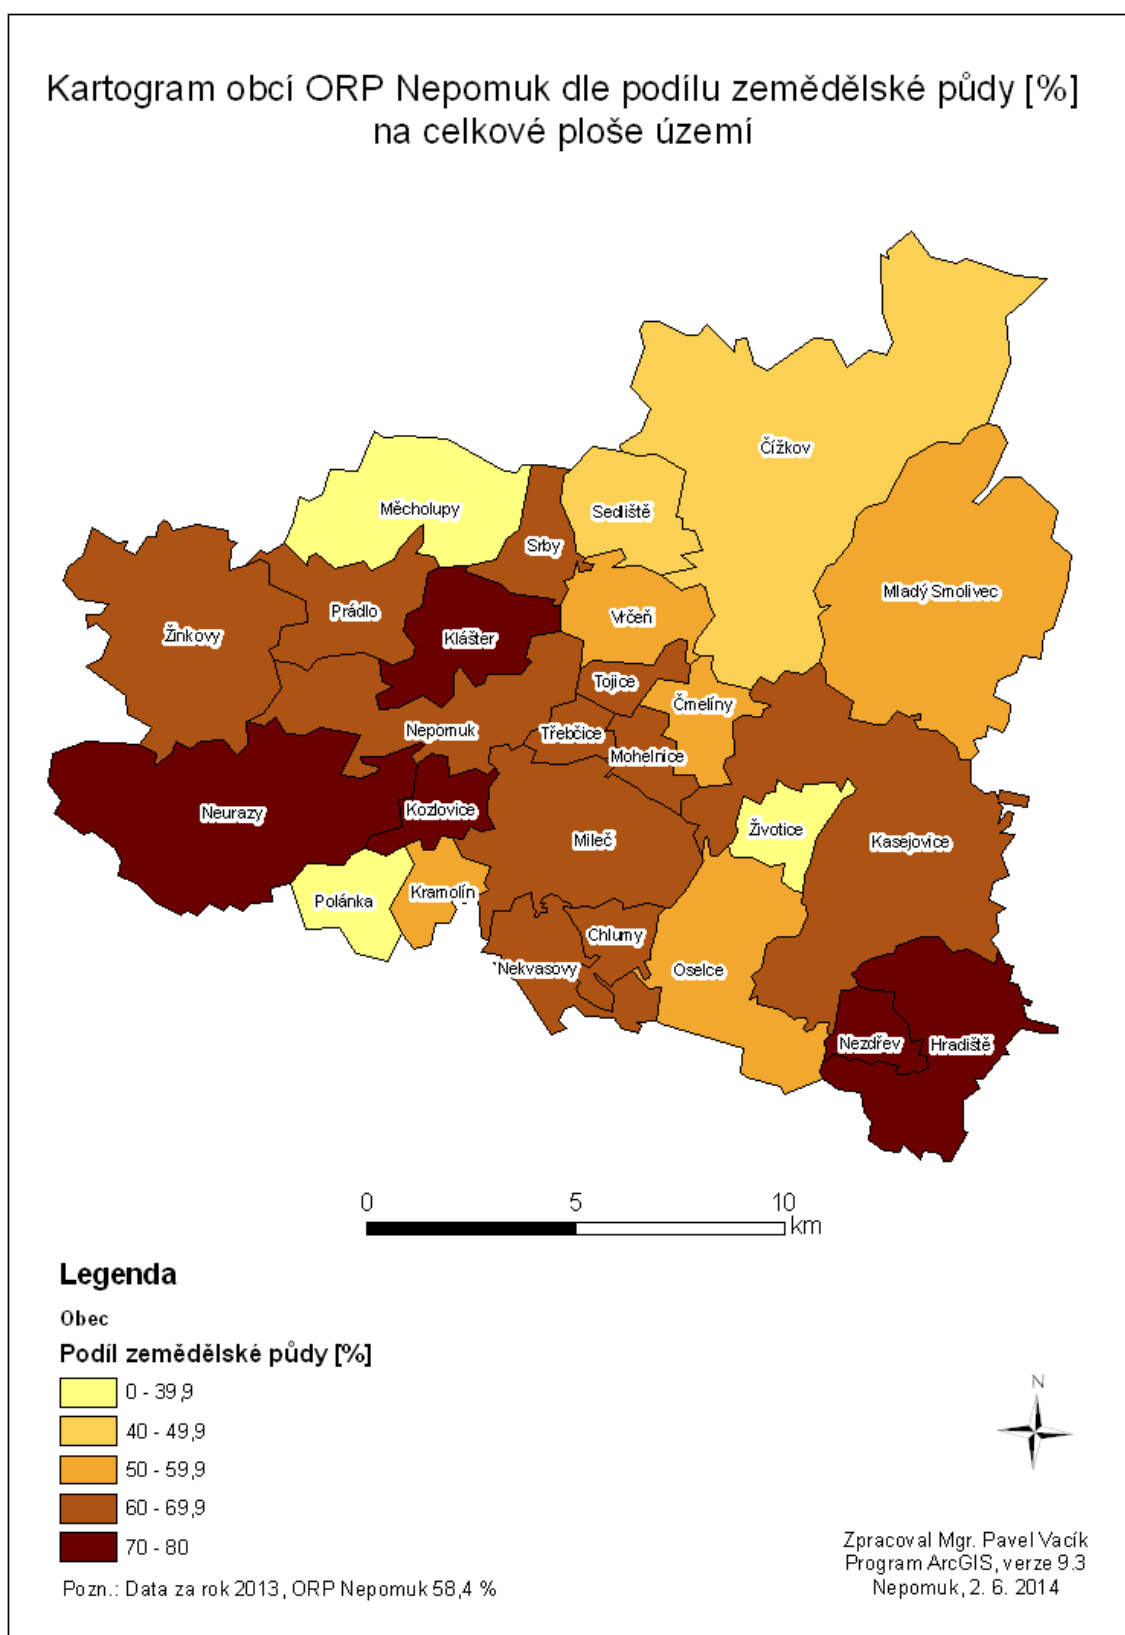 Kartogram obcí ORP Nepomuk dle podílu zemědělské půdy [%]
na celkové ploše území
Čížkov
Měcholupy
Sedliště
Srby
Mladý Smolivec
Prádlo
Vrčeň
Žinkovy
Klášter
Tojice
Čmelíny
Nepomuk
Třebčice
Mohelnice
Neurazy
Kozlovice
Životice
Mileč
Kasejovice
Kramolín
Polánka
Chlumy
Nekvasovy
Oselce
Nezdřev
Hradiště
0 5 10
km
Legenda
Obec
Podíl zemědělské půdy [%]
0 - 39,9
40 - 49,9
50 - 59,9
60 - 69,9
70 - 80
Pozn.: Data za rok 2013, ORP Nepomuk 58,4 %
N
Zpracoval Mgr. Pavel Vacík
Program ArcGIS, verze 9.3
Nepomuk, 2. 6. 2014